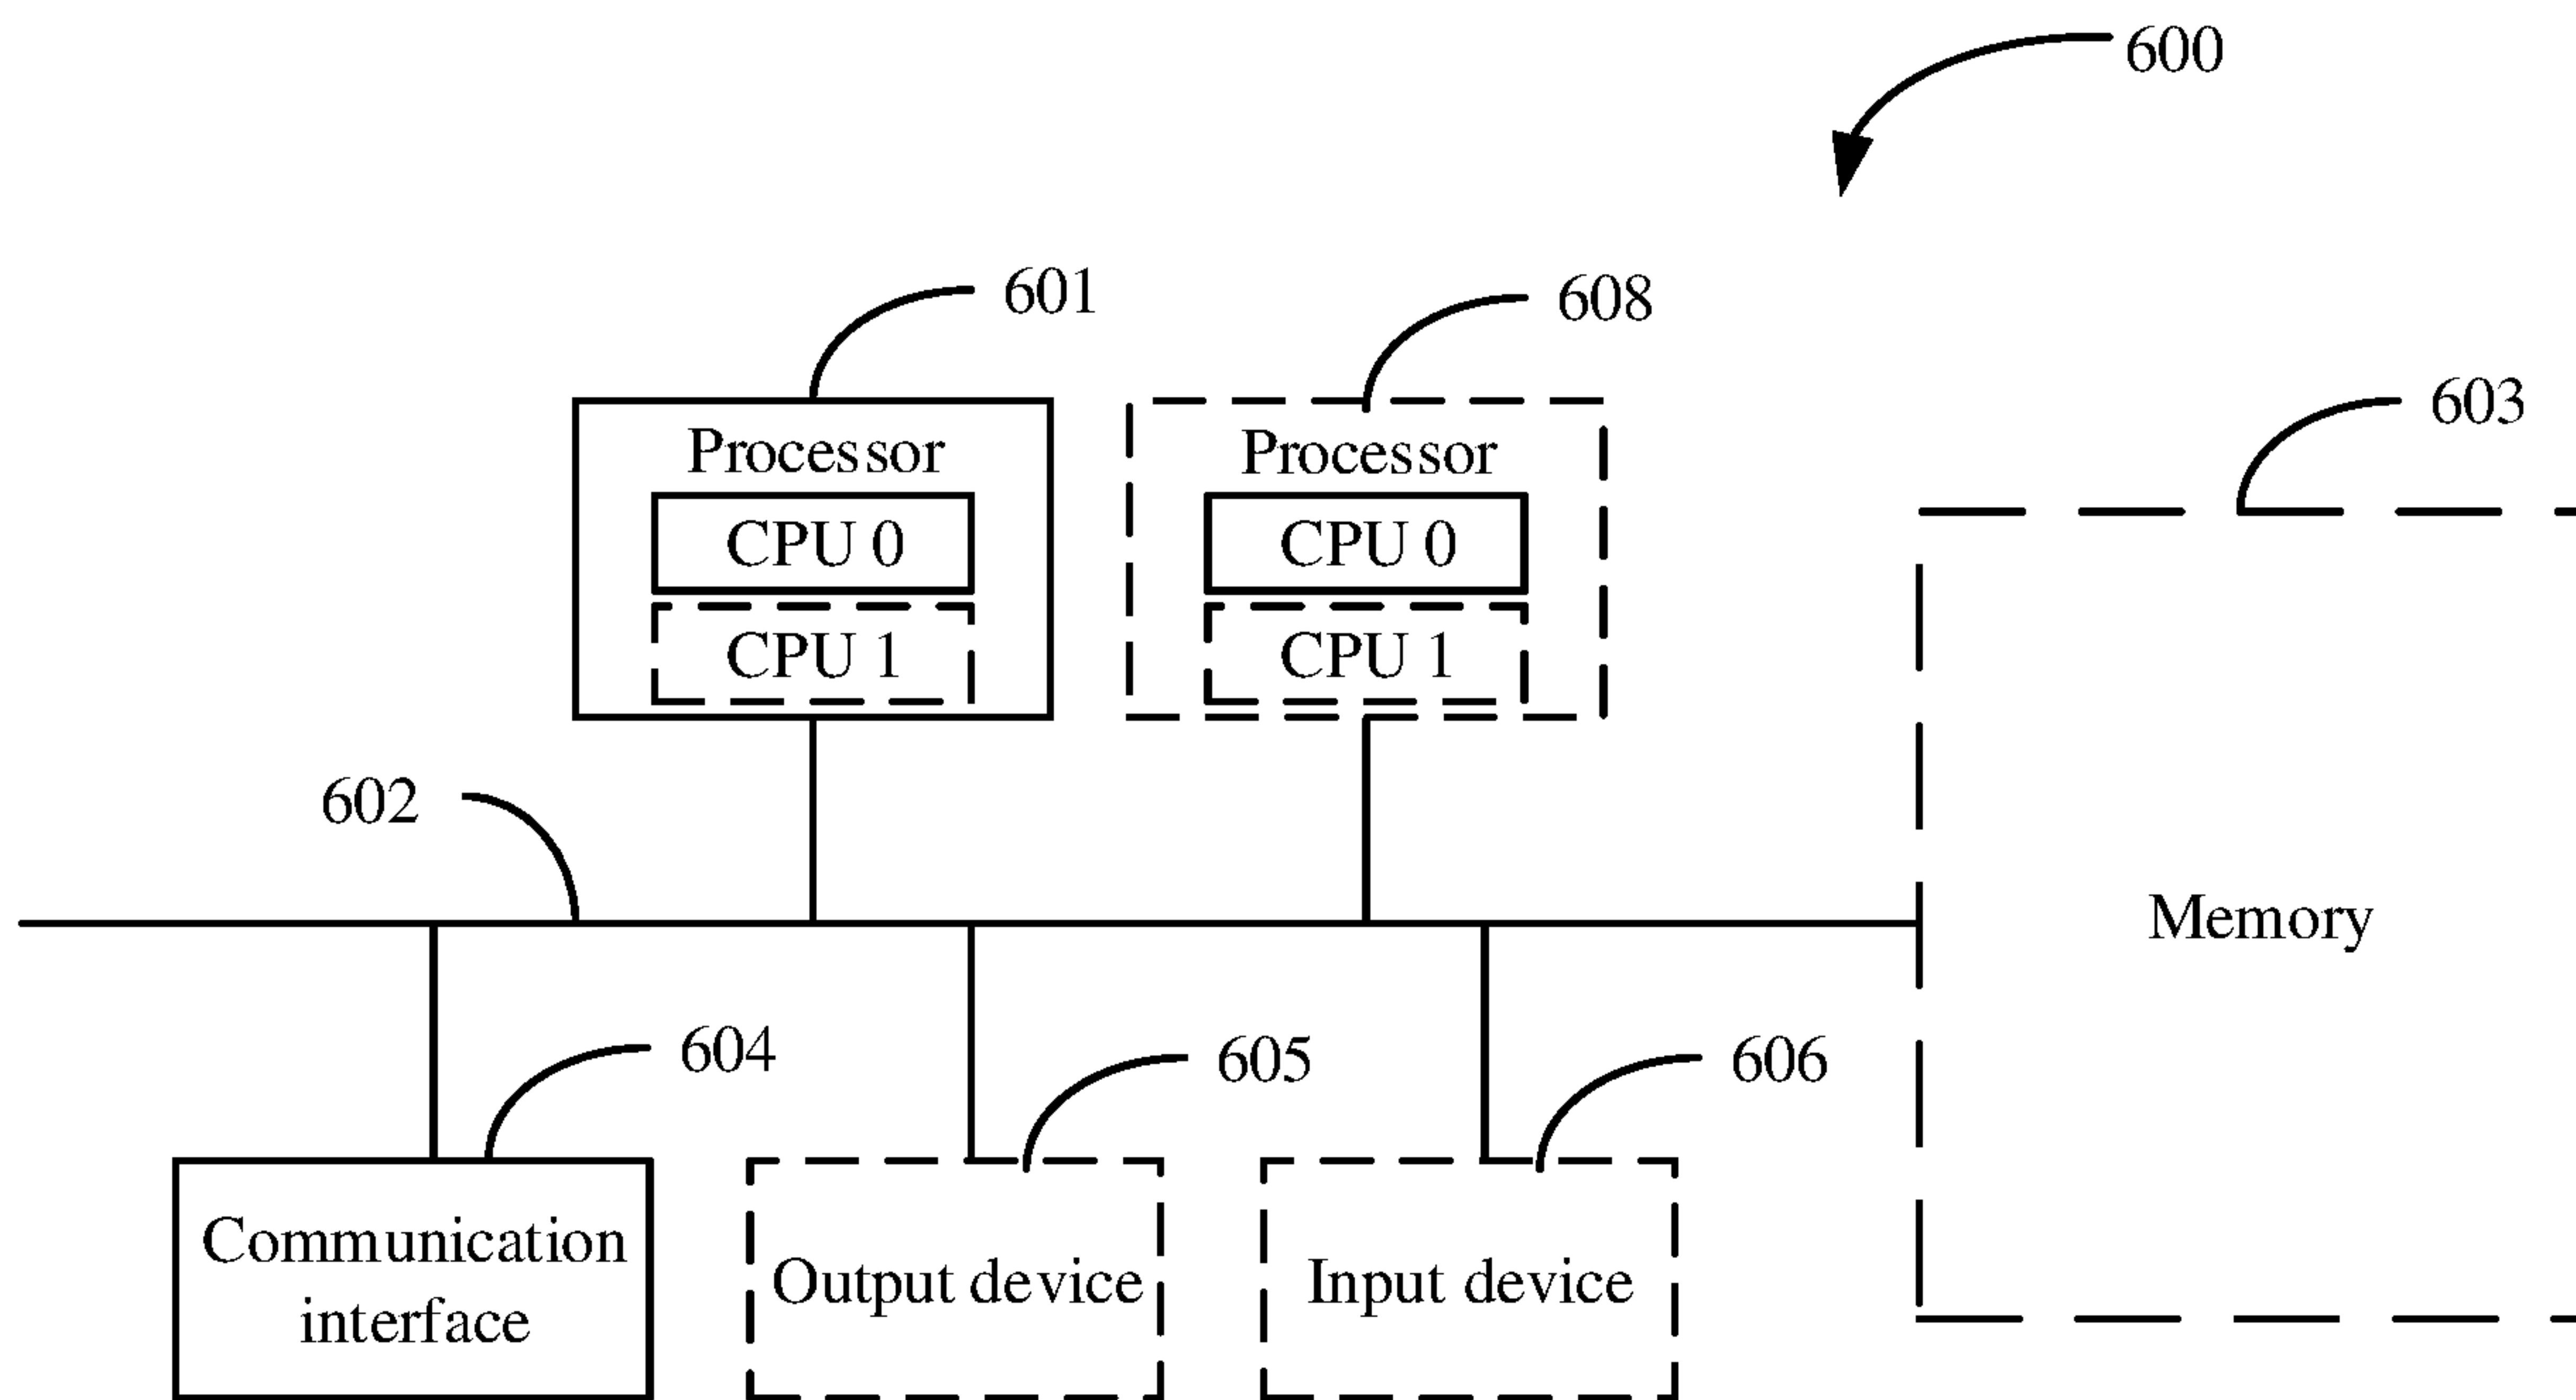 600
601
608
603
Processor
Processor
CPU 0
CPU 0
CPU 1
CPU 1
602
Memory
604
605
606
Communication
interface
Output device
Input device